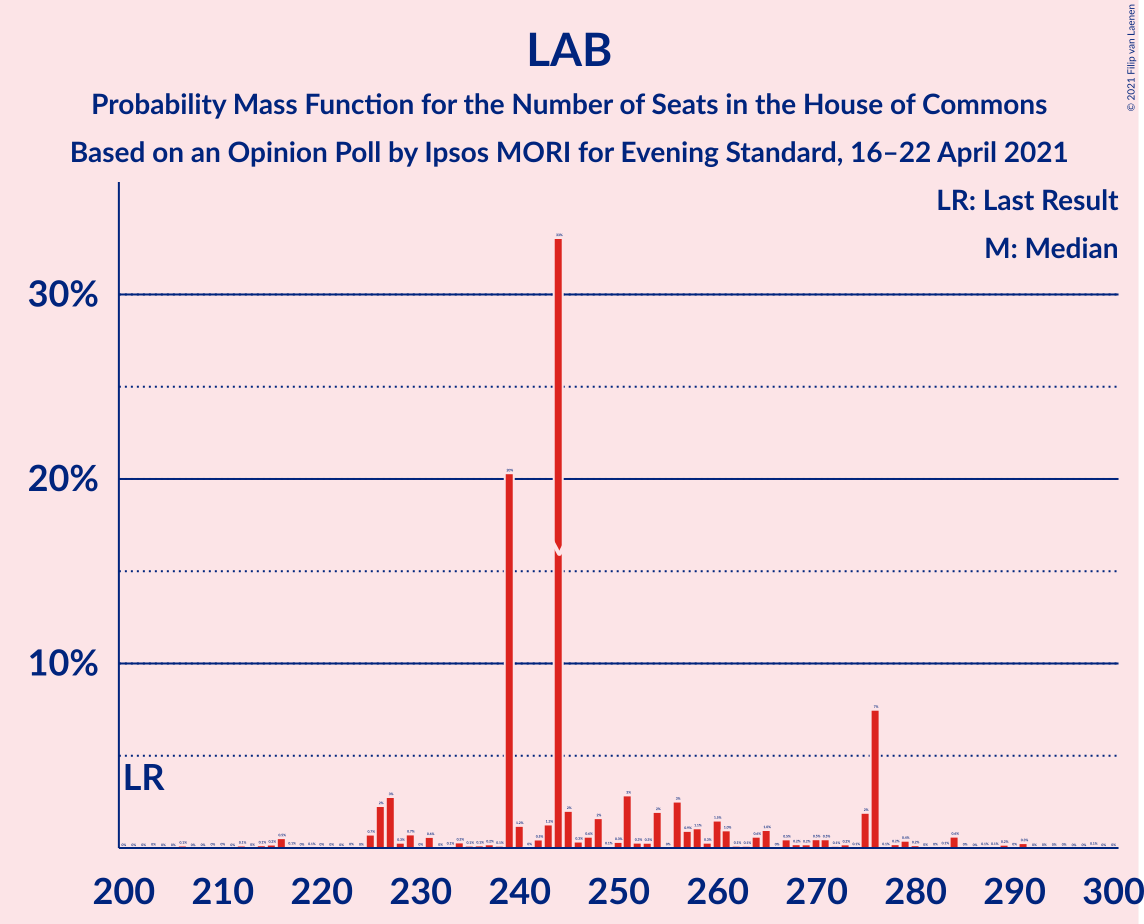 LAB
Probability Mass Function for the Number of Seats in the House of Commons
Based on an Opinion Poll by Ipsos MORI for Evening Standard, 16–22 April 2021
© 2021 Filip van Laenen
LR: Last Result
M: Median
30%
20%
10%
LR
200 210 220 230 240 250 260 270 280 290 300